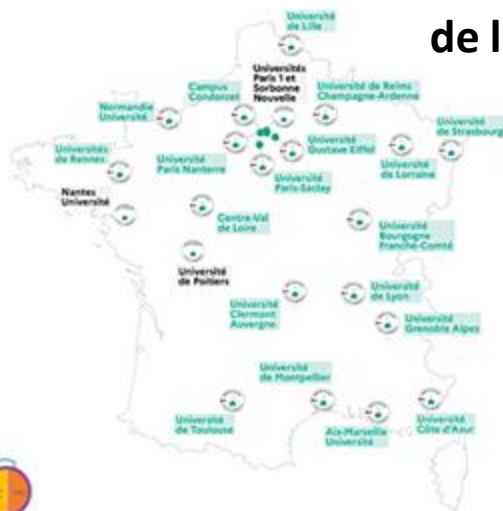 de l
Université
de Lille
Universités
Paris 1 et
Sorbonne
Nouvelle
Campus
Condorcet
Université de Reims
Champagne-Ardenne
Normandie
Université
Université
de Strasbourg
Universités
de Rennes
Université
Paris Nanterre
Université
Gustave Eiffel
Université
de Lorraine
Université
Paris-Saclay
Nantes
Université
Centre-Val
de Loire
Université
Bourgogne
Franche-Comté
Université
de Poitiers
Université
Clermont
Auvergne
Université
de Lyon
Université
Grenoble Alpes
Université
de Montpellier
Université
de Toulouse
Aix-Marseille
Université
Université
Côte d'Azur